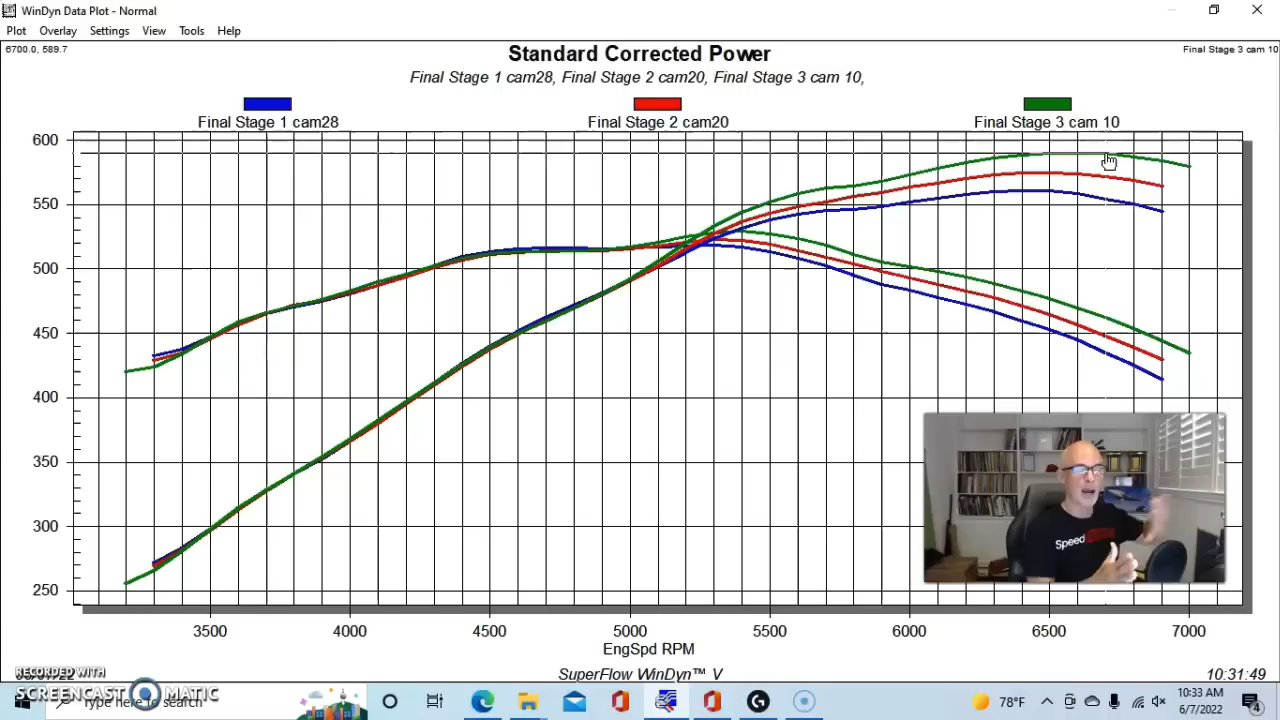 WinDyn Data Plot - Normal
Plot Overlay Settings View Tools Help
6700.0, 589.7
Final Stage 3 cam 10
Standard Corrected Power
Final Stage 1 cam28, Final Stage 2 cam20, Final Stage 3 cam 10,
Final Stage 1 cam28
Final Stage 2 cam20
Final Stage 3 cam 10
600
550
500
450
400
350
300
250
3500 4000 4500 5000 5500 6000 6500 7000
EngSpd RPM
Speed
SuperFlow WinDyn™ V
10:31:49
RECORDED WITH
SCREENCAST MATIC
Type here to search
78°F
10:33 AM
6/7/2022
4